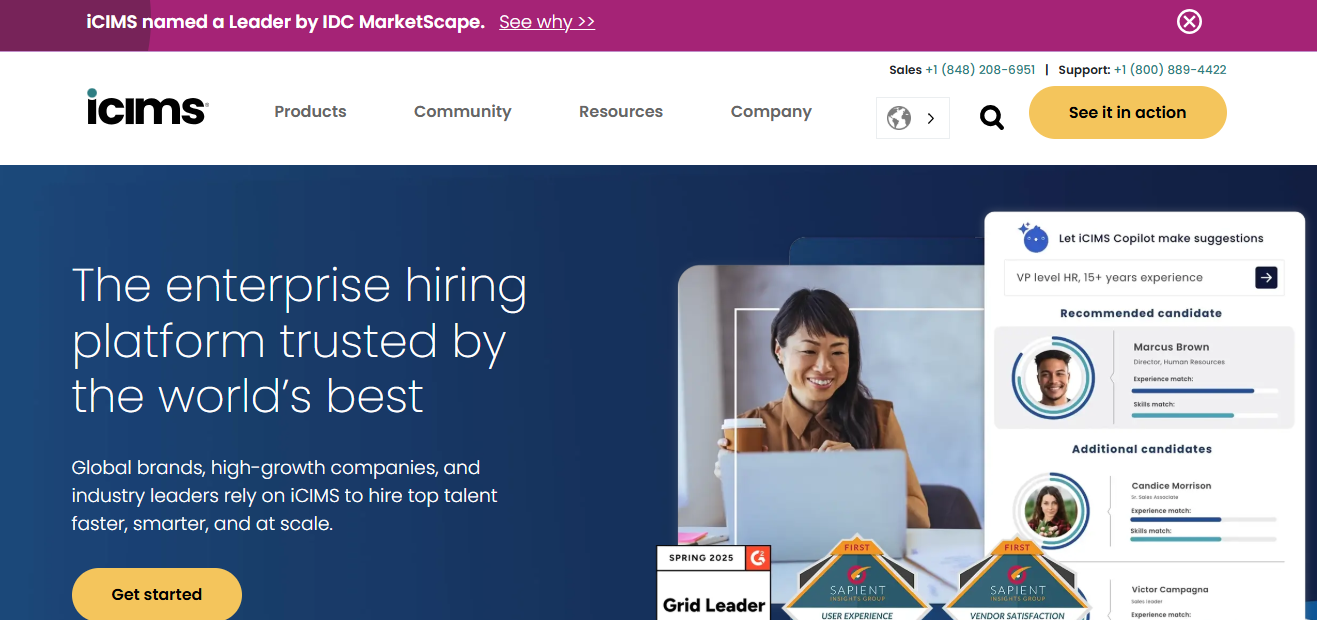 iCIMS named a Leader by IDC MarketScape. See why >>
Sales +1 (848) 208-6951 | Support: +1 (800) 889-4422
icims
Products Community Resources Company
See it in action
The enterprise hiring
platform trusted by
the world's best
Global brands, high-growth companies, and
industry leaders rely on iCIMS to hire top talent
faster, smarter, and at scale.
Get started
Let iCIMS Copilot make suggestions
VP level HR, 15+ years experience
Recommended candidate
Marcus Brown
Director, Human Resources
Experience match:
Skills match:
Additional candidates
Candice Morrison
Sr. Sales Associate
Experience match:
Skills match:
Victor Campagna
Sales leader
Experience match:
SPRING 2025
Grid Leader
FIRST
SAPIENT
INSIGHTS GROUP
USER EXPERIENCE
FIRST
SAPIENT
INSIGHTS GROUP
VENDOR SATISFACTION